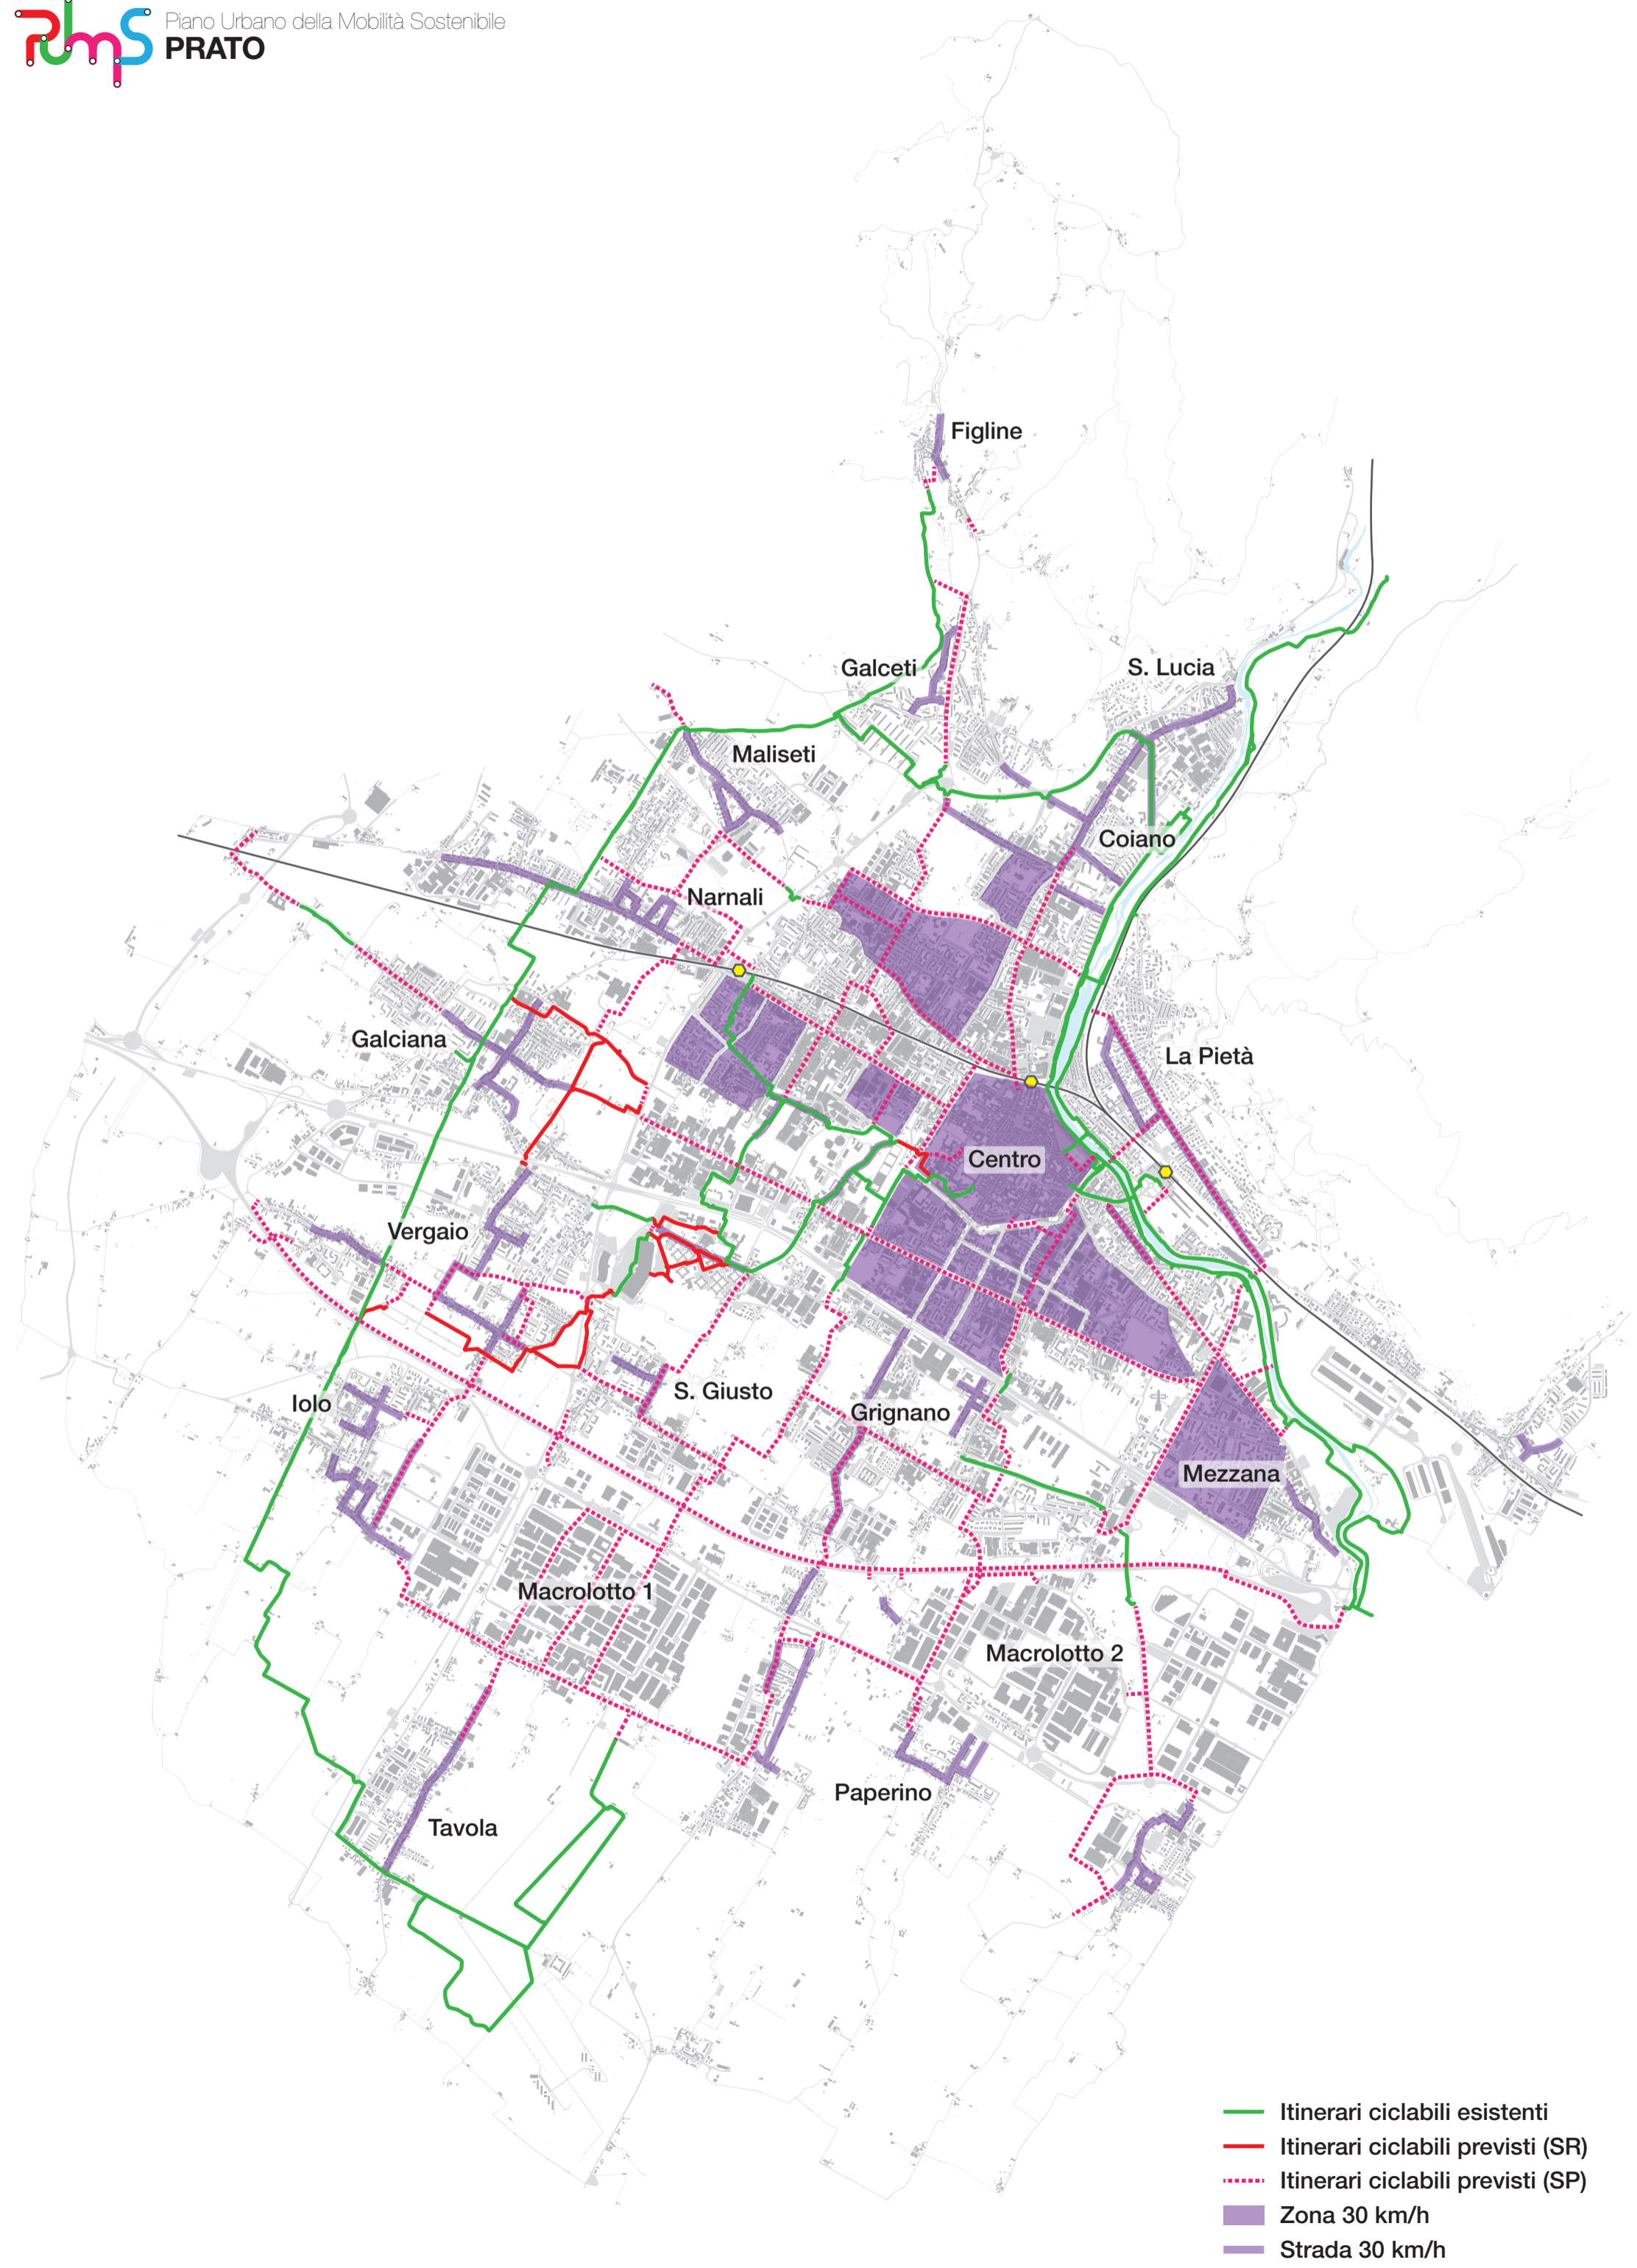 pums Piano Urbano della Mobilità Sostenibile
PRATO
Figline
Galceti
S. Lucia
Maliseti
Coiano
Narnali
Galciana
La Pietà
Centro
Vergaio
S. Giusto
Iolo
Grignano
Mezzana
Macrolotto 1
Macrolotto 2
Paperino
Tavola
Itinerari ciclabili esistenti
Itinerari ciclabili previsti (SR)
Itinerari ciclabili previsti (SP)
Zona 30 km/h
Strada 30 km/h